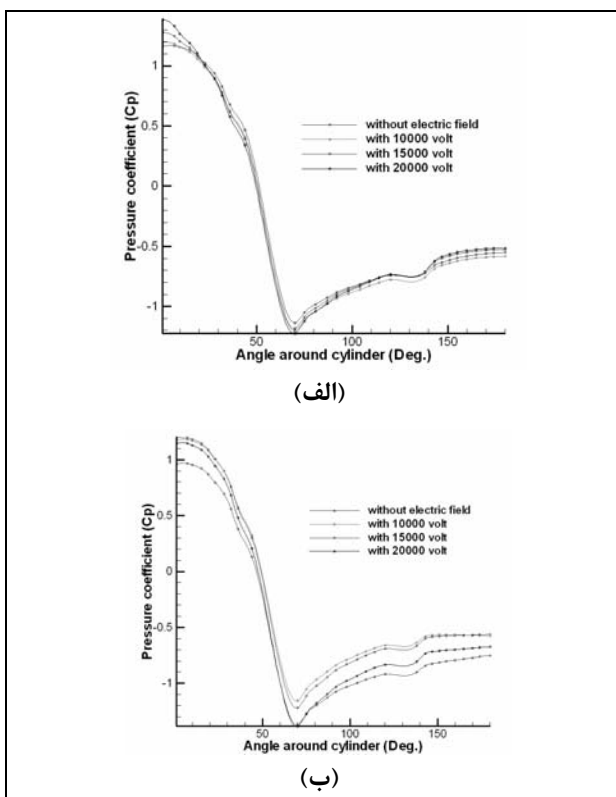 Pressure coefficient (Cp)
1
0.5
0
-0.5
-1
without electric field
with 10000 volt
with 15000 volt
with 20000 volt
50
100
150
Angle around cylinder (Deg.)
(الف)
Pressure coefficient (Cp)
1
0.5
0
-0.5
-1
without electric field
with 10000 volt
with 15000 volt
with 20000 volt
50
100
150
Angle around cylinder (Deg.)
(ب)